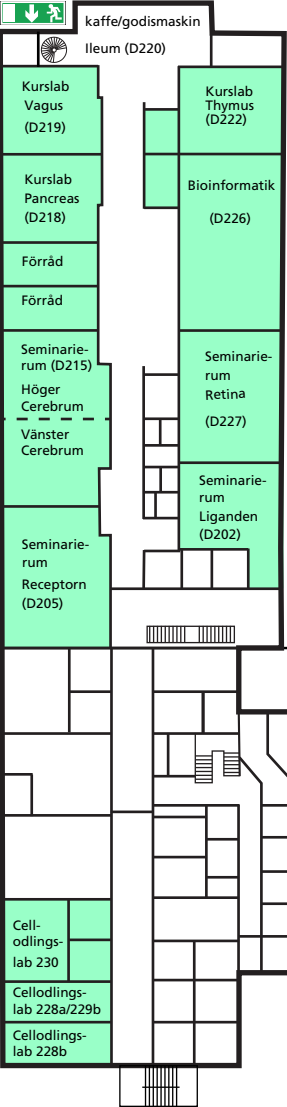 kaffe/godismaskin
Ileum (D220)
Kurslab
Vagus
(D219)
Kurslab
Thymus
(D222)
Kurslab
Pancreas
(D218)
Bioinformatik
(D226)
Förråd
Förråd
Seminarie-
rum (D215)
Höger
Cerebrum
Vänster
Cerebrum
Seminarie-
rum
Retina
(D227)
Seminarie-
rum
Liganden
(D202)
Seminarie-
rum
Receptorn
(D205)
Cell-
odlings-
lab 230
Cellodlings-
lab 228a/229b
Cellodlings-
lab 228b